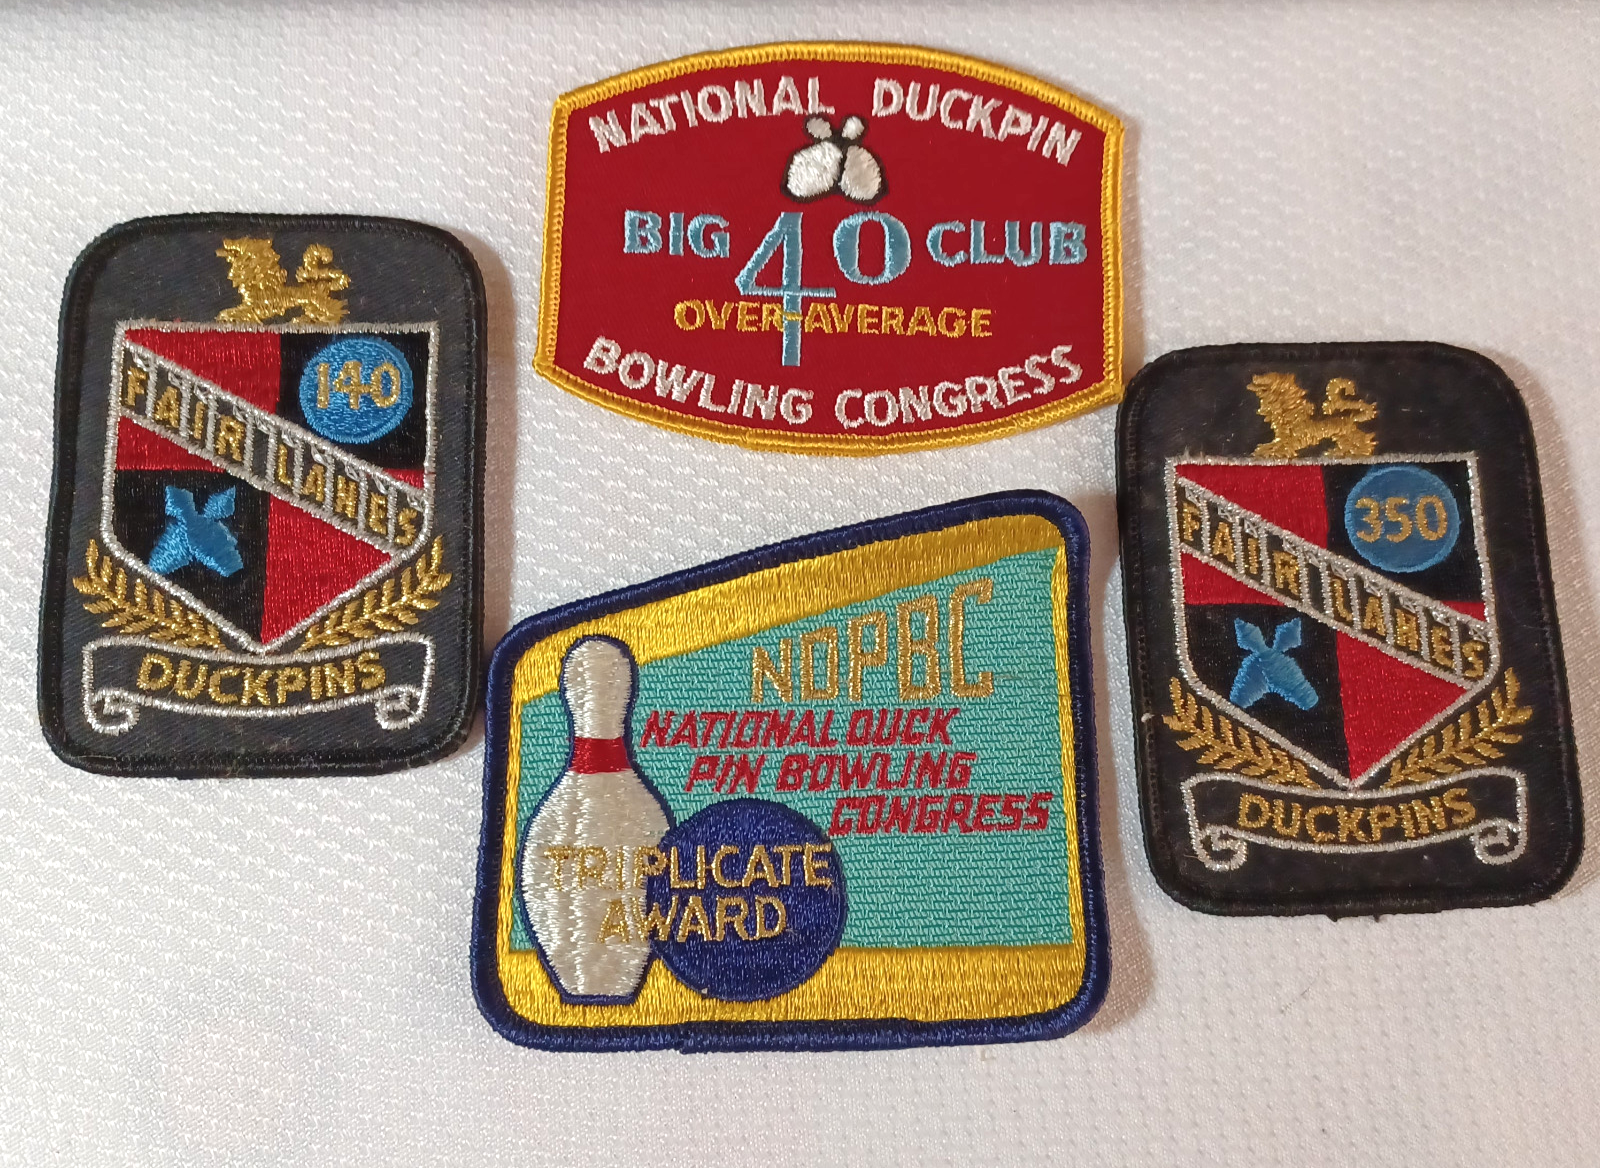 NATIONAL DUCKPIN
BIG 40 CLUB
OVER-AVERAGE
BOWLING CONGRESS
140
FAIR LANES
DUCKPINS
NDPBC
NATIONAL DUCK
PIN BOWLING
CONGRESS
TRIPLICATE
AWARD
350
FAIR LANES
DUCKPINS